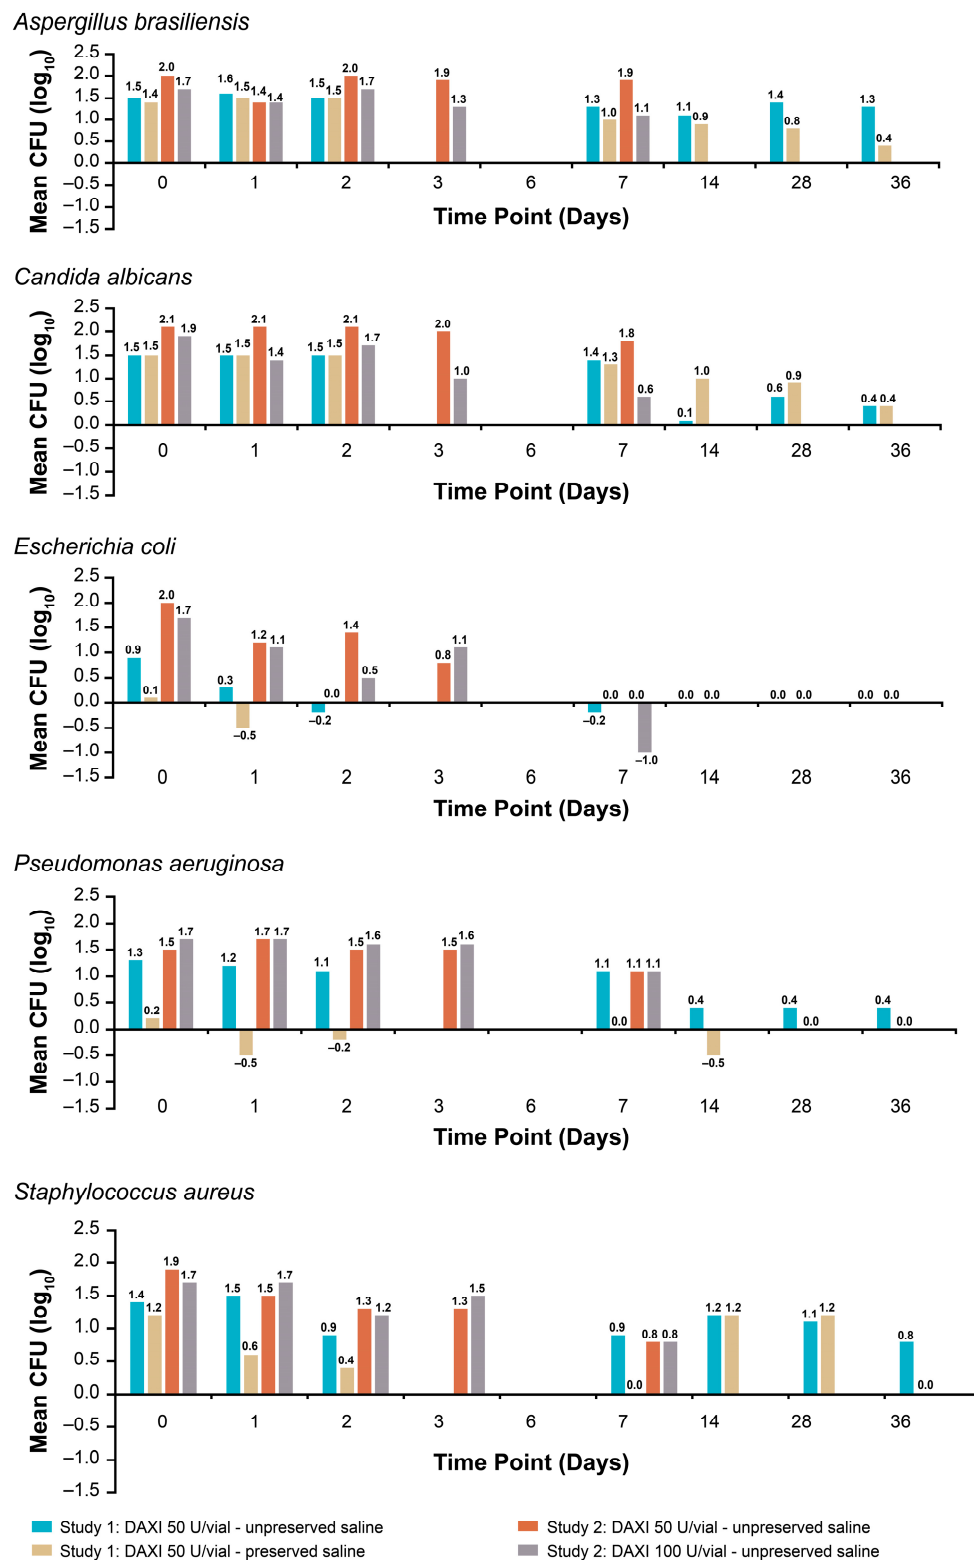 Aspergillus brasiliensis
Mean CFU (log10)
2.5
2.0
1.5
1.0
0.5
0.0
–0.5
–1.0
–1.5
1.5 1.4 2.0 1.7 1.6 1.5 1.4 1.4 1.5 1.5 2.0 1.7 1.9 1.3 1.3 1.0 1.9 1.1 1.1 0.9 1.4 0.8 1.3 0.4
0 1 2 3 6 7 14 28 36
Time Point (Days)
Candida albicans
Mean CFU (log10)
2.5
2.0
1.5
1.0
0.5
0.0
–0.5
–1.0
–1.5
1.5 1.5 2.1 1.9 1.5 1.5 2.1 1.4 1.5 1.5 2.1 1.7 2.0 1.0 1.4 1.3 1.8 0.6 0.1 1.0 0.6 0.9 0.4 0.4
0 1 2 3 6 7 14 28 36
Time Point (Days)
Escherichia coli
Mean CFU (log10)
2.5
2.0
1.5
1.0
0.5
0.0
–0.5
–1.0
–1.5
0.9 0.1 2.0 1.7 0.3 –0.5 1.2 1.1 –0.2 0.0 1.4 0.5 0.8 1.1 –0.2 0.0 0.0 –1.0 0.0 0.0 0.0 0.0 0.0 0.0
0 1 2 3 6 7 14 28 36
Time Point (Days)
Pseudomonas aeruginosa
Mean CFU (log10)
2.5
2.0
1.5
1.0
0.5
0.0
–0.5
–1.0
–1.5
1.3 0.2 1.5 1.7 1.2 –0.5 1.7 1.7 1.1 –0.2 1.5 1.6 1.5 1.6 1.1 0.0 1.1 1.1 0.4 –0.5 0.4 0.0 0.4 0.0
0 1 2 3 6 7 14 28 36
Time Point (Days)
Staphylococcus aureus
Mean CFU (log10)
2.5
2.0
1.5
1.0
0.5
0.0
–0.5
–1.0
–1.5
1.4 1.2 1.9 1.7 1.5 0.6 1.5 1.7 0.9 0.4 1.3 1.2 1.3 1.5 0.9 0.0 0.8 0.8 1.2 1.2 1.1 1.2 0.8 0.0
0 1 2 3 6 7 14 28 36
Time Point (Days)
Study 1: DAXI 50 U/vial - unpreserved saline
Study 2: DAXI 50 U/vial - unpreserved saline
Study 1: DAXI 50 U/vial - preserved saline
Study 2: DAXI 100 U/vial - unpreserved saline